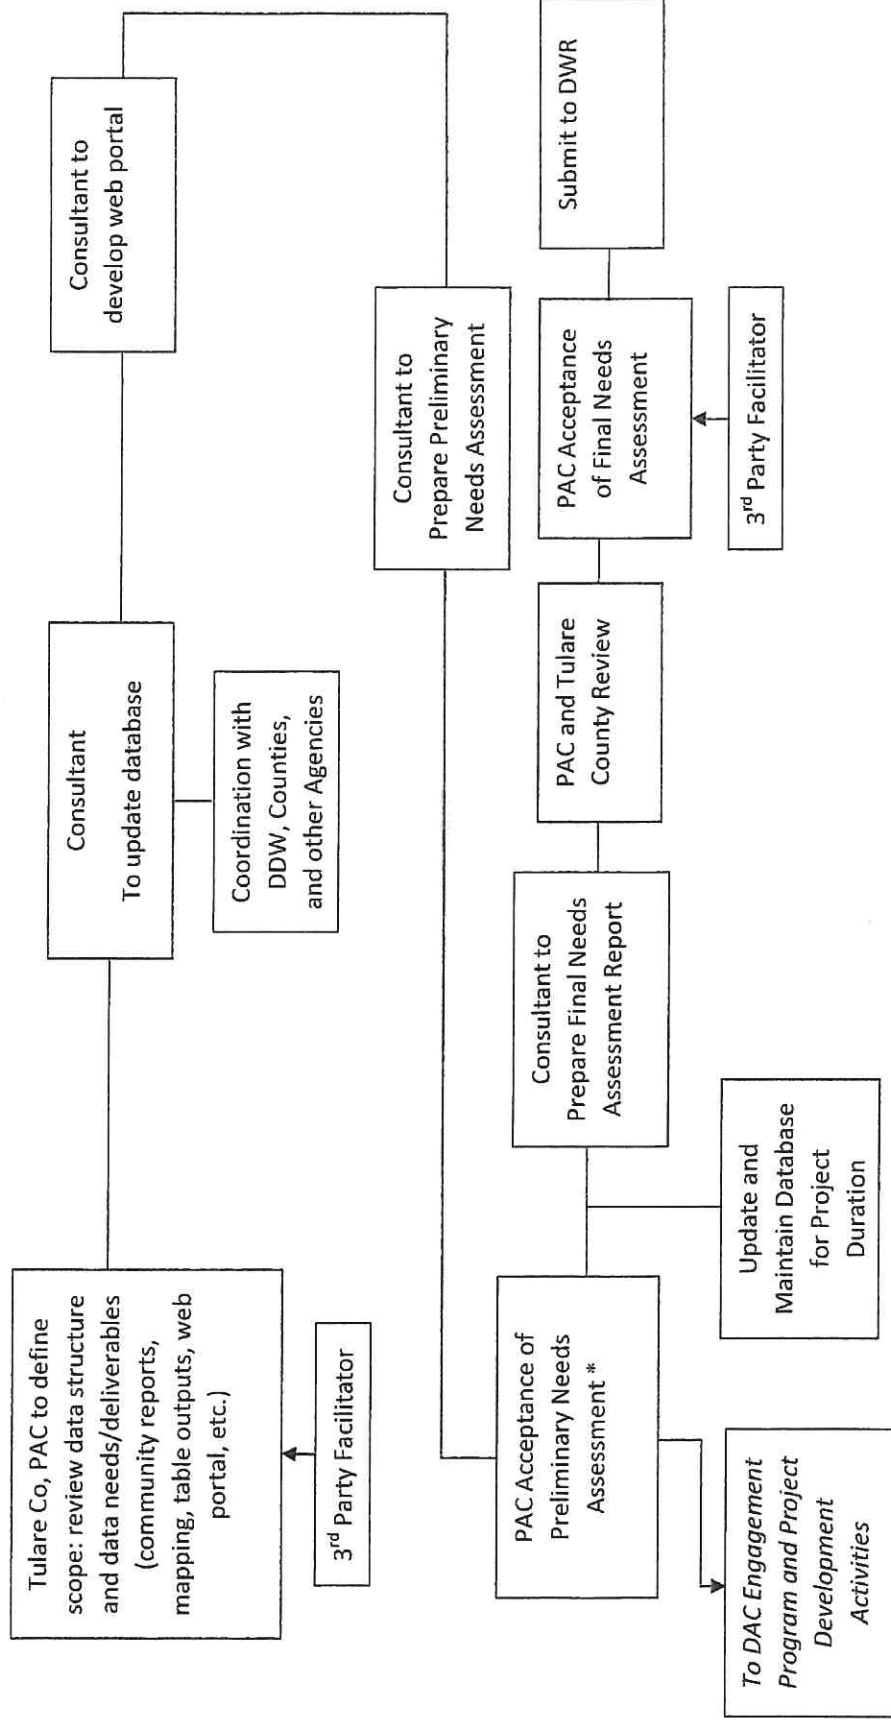 Tulare Co, PAC to define
scope: review data structure
and data needs/deliverables
(community reports,
mapping, table outputs, web
portal, etc.)
3rd Party Facilitator
Consultant
To update database
Coordination with
DDW, Counties,
and other Agencies
Consultant to
develop web portal
Consultant to
Prepare Preliminary
Needs Assessment
PAC Acceptance of
Preliminary Needs
Assessment *
To DAC Engagement
Program and Project
Development
Activities
Update and
Maintain Database
for Project
Duration
Consultant to
Prepare Final Needs
Assessment Report
PAC and Tulare
County Review
PAC Acceptance
of Final Needs
Assessment
3rd Party Facilitator
Submit to DWR